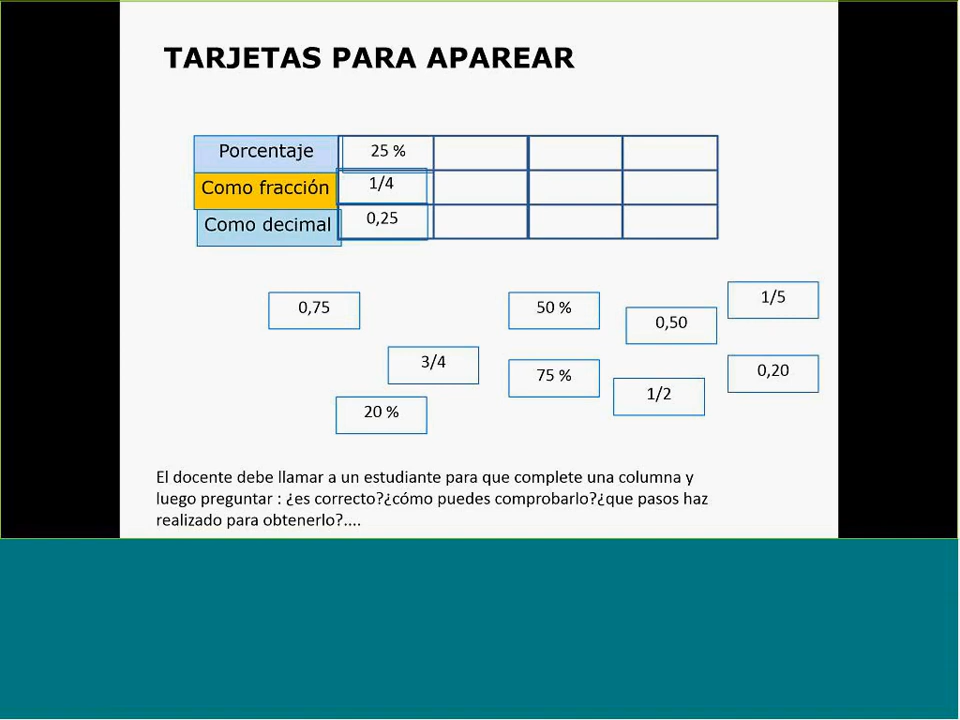 TARJETAS PARA APAREAR
Porcentaje 25 %
Como fracción 1/4
Como decimal 0,25
0,75 50 % 0,50 1/5
3/4 75 % 1/2 0,20
20 %
El docente debe llamar a un estudiante para que complete una columna y
luego preguntar : ¿es correcto?¿cómo puedes comprobarlo?¿que pasos haz
realizado para obtenerlo?....